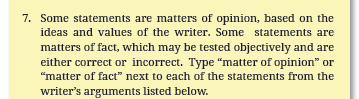 7. Some statements are matters of opinion, based on the
ideas and values of the writer. Some statements are
matters of fact, which may be tested objectively and are
either correct or incorrect. Type “matter of opinion” or
“matter of fact” next to each of the statements from the
writer’s arguments listed below.